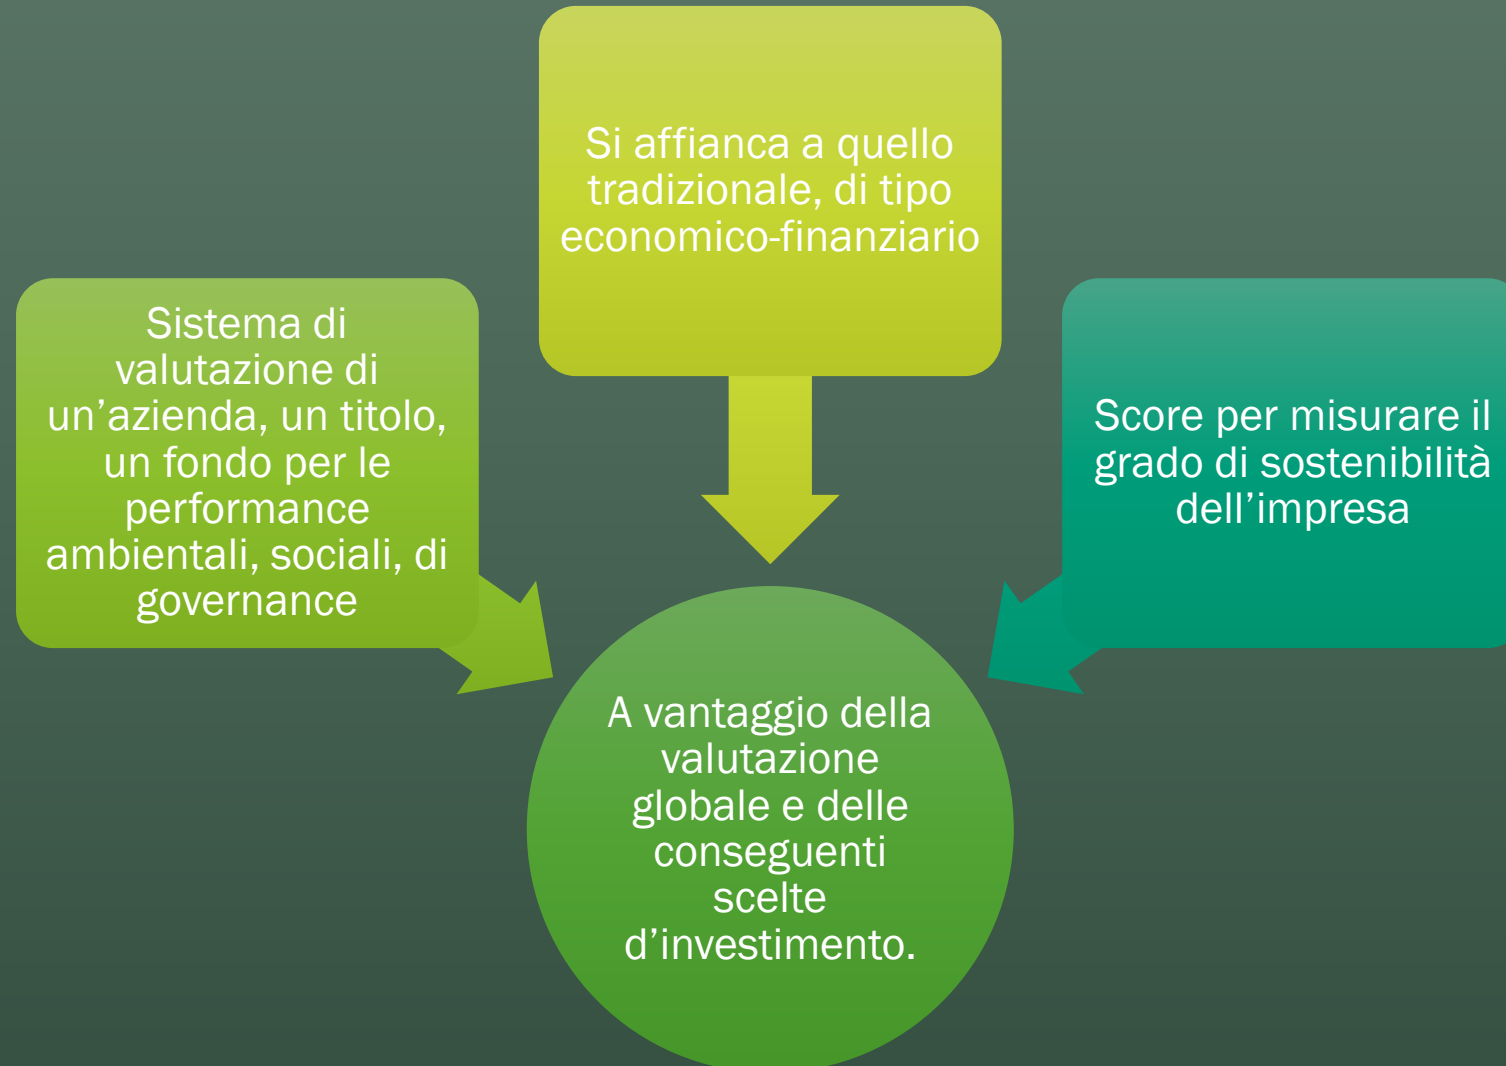 Si affianca a quello
tradizionale, di tipo
economico-finanziario
Sistema di
valutazione di
un’azienda, un titolo,
un fondo per le
performance
ambientali, sociali, di
governance
Score per misurare il
grado di sostenibilità
dell’impresa
A vantaggio della
valutazione
globale e delle
conseguenti
scelte
d’investimento.